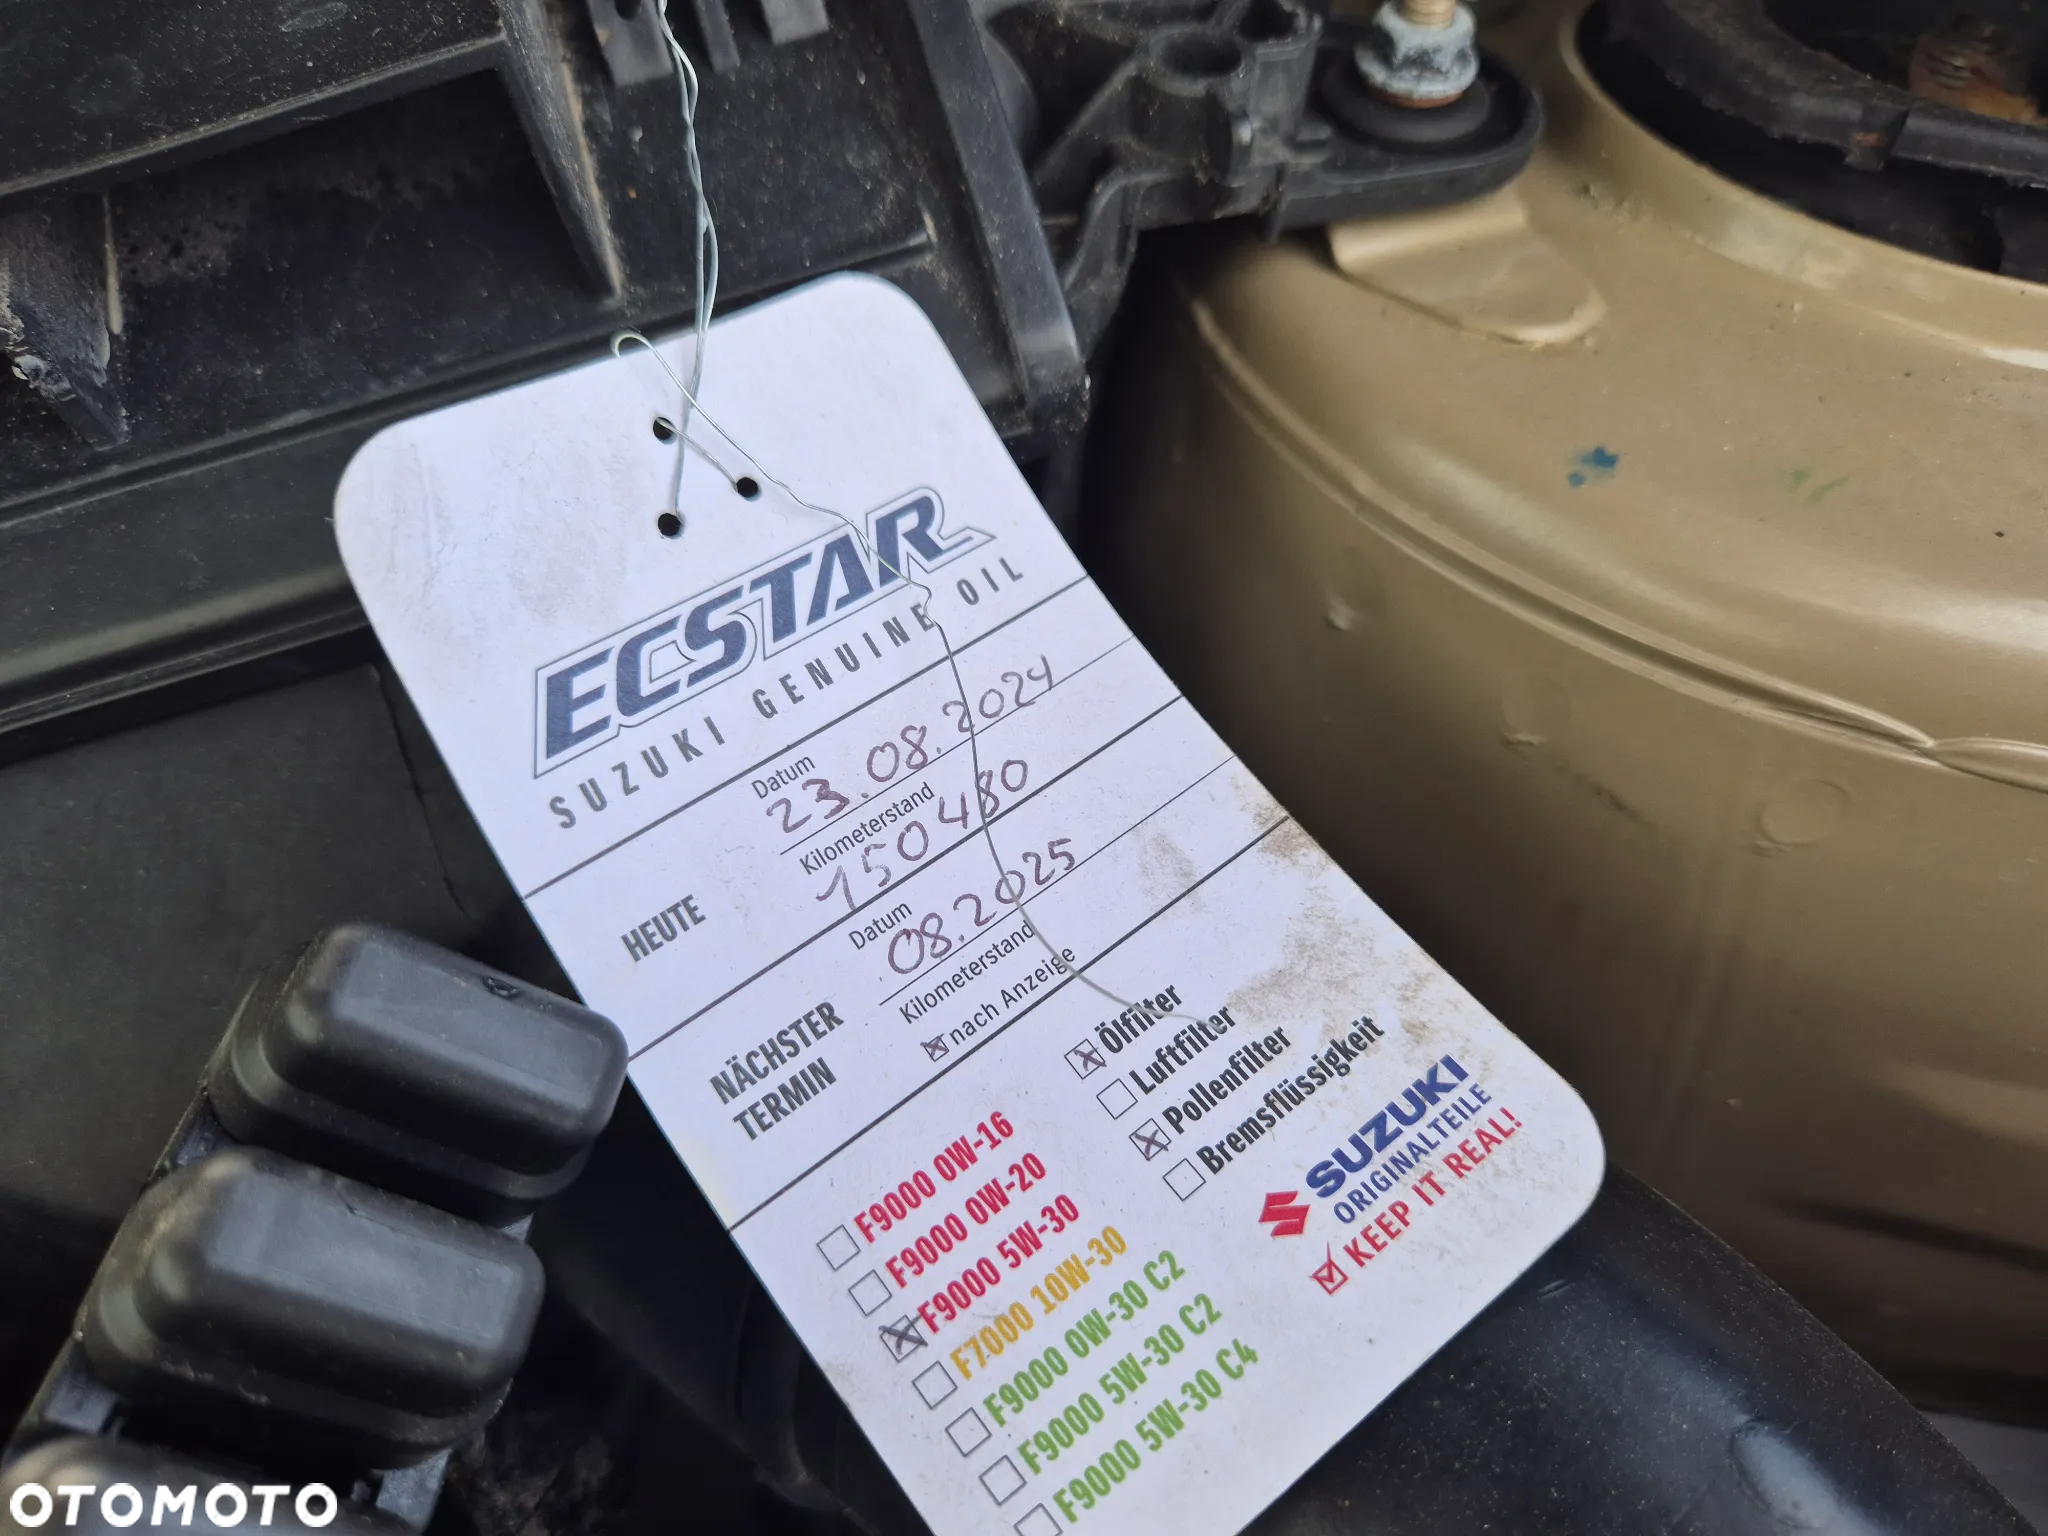 ECSTAR
SUZUKI GENUINE OIL
HEUTE
Datum
23.08.2024
Kilometerstand
150480
NÄCHSTER
TERMIN
Datum
08.2025
Kilometerstand
nach Anzeige
F9000 0W-16
F9000 0W-20
F9000 5W-30
F7000 10W-30
F9000 0W-30 C2
F9000 5W-30 C2
F9000 5W-30 C4
Ölfilter
Luftfilter
Pollenfilter
Bremsflüssigkeit
SUZUKI
ORIGINALTEILE
KEEP IT REAL!
OTOMOTO